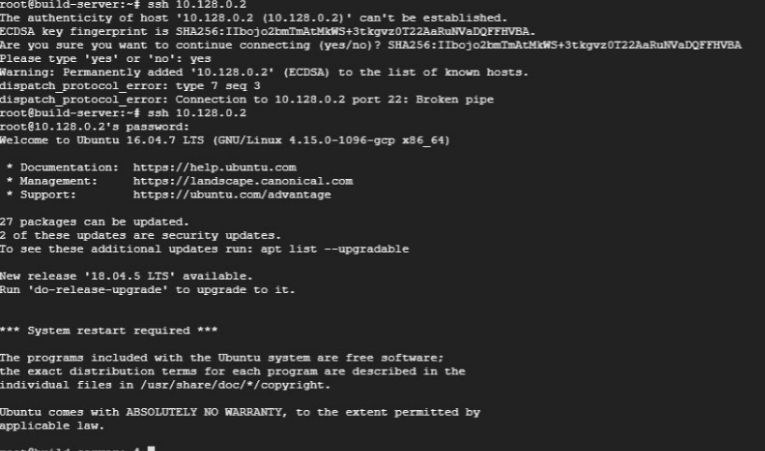 root@build-server:~# ssh 10.128.0.2
The authenticity of host '10.128.0.2 (10.128.0.2)' can't be established.
ECDSA key fingerprint is SHA256:IIbojo2bmTmAtMkWS+3tkgvz0T22AaRuNVaDQFFHVBA.
Are you sure you want to continue connecting (yes/no)? SHA256:IIbojo2bmTmAtMkWS+3tkgvz0T22AaRuNVaDQFFHVBA
Please type 'yes' or 'no': yes
Warning: Permanently added '10.128.0.2' (ECDSA) to the list of known hosts.
dispatch_protocol_error: type 7 seq 3
dispatch_protocol_error: Connection to 10.128.0.2 port 22: Broken pipe
root@build-server:~# ssh 10.128.0.2
root@10.128.0.2's password:
Welcome to Ubuntu 16.04.7 LTS (GNU/Linux 4.15.0-1096-gcp x86_64)
* Documentation: https://help.ubuntu.com
* Management: https://landscape.canonical.com
* Support: https://ubuntu.com/advantage
27 packages can be updated.
2 of these updates are security updates.
To see these additional updates run: apt list --upgradable
New release '18.04.5 LTS' available.
Run 'do-release-upgrade' to upgrade to it.
*** System restart required ***
The programs included with the Ubuntu system are free software;
the exact distribution terms for each program are described in the
individual files in /usr/share/doc/*/copyright.
Ubuntu comes with ABSOLUTELY NO WARRANTY, to the extent permitted by
applicable law.